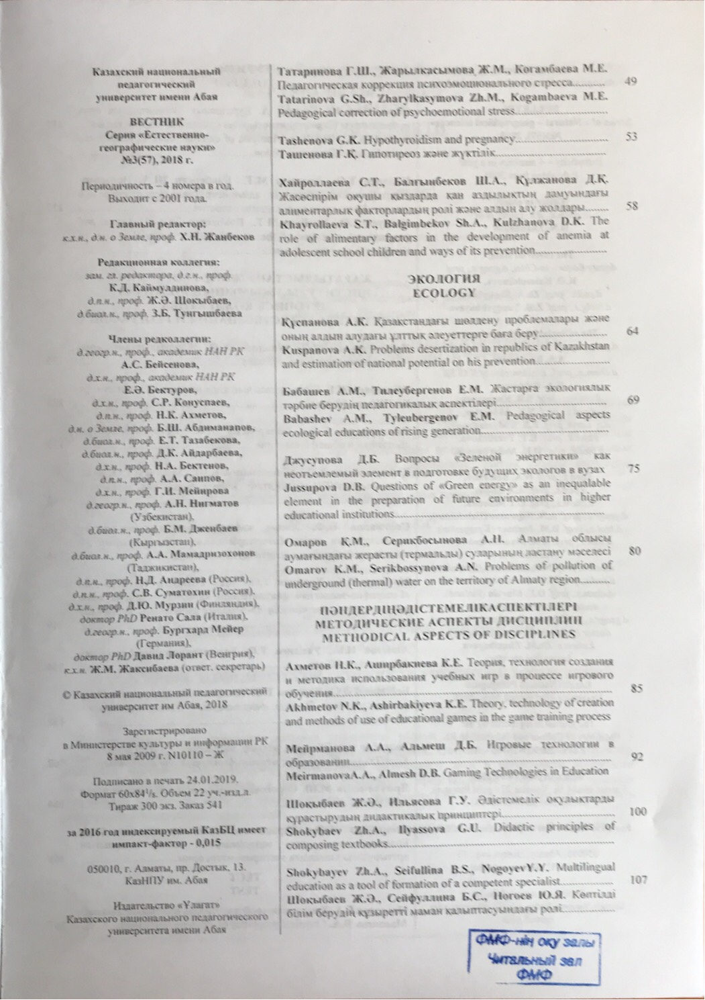 Казахский национальный
педагогический
университет имени Абая
ВЕСТНИК
Серия «Естественно-
географические науки»
№3(57), 2018 г.
Периодичность – 4 номера в год.
Выходит с 2001 года.
Главный редактор:
к.х.н., д.н. о Земле, проф. Х.Н. Жанбеков
Редакционная коллегия:
зам. гл. редактора, д.г.н., проф.
К.Д. Каймулдинова,
д.п.н., проф. Ж.Ә. Шокыбаев,
д.биол.н., проф. З.Б. Тунгышбаева
Члены редколлегии:
д.геогр.н., проф., академик НАН РК
А.С. Бейсенова,
д.х.н., проф., академик НАН РК
Е.Ә. Бектуров,
д.х.н., проф. С.Р. Конуспаев,
д.п.н., проф. Н.К. Ахметов,
д.н. о Земле, проф. Б.Ш. Абдиманапов,
д.биол.н., проф. Е.Т. Тазабекова,
д.биол.н., проф. Д.К. Айдарбаева,
д.х.н., проф. Н.А. Бектенов,
д.п.н., проф. А.А. Саипов,
д.х.н., проф. Г.И. Мейирова
д.геогр.н., проф. А.Н. Нигматов
(Узбекистан),
д.биол.н., проф. Б.М. Дженбаев
(Кыргызстан),
д.биол.н., проф. А.А. Мамадризохонов
(Таджикистан),
д.п.н., проф. Н.Д. Андреева (Россия),
д.п.н., проф. С.В. Суматохин (Россия),
д.х.н., проф. Д.Ю. Мурзин (Финляндия),
доктор PhD Ренато Сала (Италия),
д.геогр.н., проф. Бургхард Мейер
(Германия),
доктор PhD Давид Лорант (Венгрия),
к.х.н. Ж.М. Жаксибаева (ответ. секретарь)
© Казахский национальный педагогический
университет им Абая, 2018
Зарегистрировано
в Министерстве культуры и информации РК
8 мая 2009 г. N10110 – Ж
Подписано в печать 24.01.2019.
Формат 60х84¹/₈. Объем 22 уч.-изд.л.
Тираж 300 экз. Заказ 541
за 2016 год индексируемый КазБЦ имеет
импакт-фактор - 0,015
050010, г. Алматы, пр. Достык, 13.
КазНПУ им. Абая
Издательство «Ұлағат»
Казахского национального педагогического
университета имени Абая
Татаринова Г.Ш., Жарылкасымова Ж.М., Когамбаева М.Е.
Педагогическая коррекция психоэмоционального стресса........... 49
Tatarinova G.Sh., Zharylkasymova Zh.M., Kogambaeva M.E.
Pedagogical correction of psychoemotional stress...............................
Tashenova G.K. Hypothyroidism and pregnancy............................... 53
Ташенова Г.Қ. Гипотиреоз және жүктілік.....................................
Хайроллаева С.Т., Балгынбеков Ш.А., Құлжанова Д.Қ.
Жасөспірім оқушы қыздарда қан аздылықтың дамуындағы
алиментарлық факторлардың ролі және алдын алу жолдары........ 58
Khayrollaeva S.T., Balgimbekov Sh.A., Kulzhanova D.K. The
role of alimentary factors in the development of anemia at
adolescent school children and ways of its prevention........................
ЭКОЛОГИЯ
ECOLOGY
Күспанова А.К. Қазақстандағы шөлдену проблемалары және
оның алдын алудағы ұлттық әлеуеттерге баға беру....................... 64
Kuspanova A.K. Problems desertization in republics of Kazakhstan
and estimation of national potential on his prevention.........................
Бабашев А.М., Тилеубергенов Е.М. Жастарға экологиялық
тәрбие берудің педагогикалық аспектілері..................................... 69
Babashev A.M., Tyleubergenov E.M. Pedagogical aspects
ecological educations of rising generation...........................................
Джусупова Д.Б. Вопросы «Зеленой энергетики» как
неотъемлемый элемент в подготовке будущих экологов в вузах 75
Jussupova D.B. Questions of «Green energy» as an inequalable
element in the preparation of future environments in higher
educational institutions......................................................................
Омаров Қ.М., Серикбосынова А.Н. Алматы облысы
аумағындағы жерасты (термальды) суларының ластану мәселесі 80
Omarov K.M., Serikbossynova A.N. Problems of pollution of
underground (thermal) water on the territory of Almaty region..........
ПӘНДЕРДІҢӘДІСТЕМЕЛІКАСПЕКТІЛЕРІ
МЕТОДИЧЕСКИЕ АСПЕКТЫ ДИСЦИПЛИН
METHODICAL ASPECTS OF DISCIPLINES
Ахметов Н.К., Аширбакиева К.Е. Теория, технология создания
и методика использования учебных игр в процессе игрового
обучения............................................................................................. 85
Akhmetov N.K., Ashirbakiyeva K.E. Theory, technology of creation
and methods of use of educational games in the game training process
Мейрманова А.А., Альмеш Д.Б. Игровые технологии в
образовании........................................................................................ 92
MeirmanovaA.A., Almesh D.B. Gaming Technologies in Education
Шокыбаев Ж.Ә., Ильясова Г.У. Әдістемелік оқулықтарды
құрастырудың дидактикалық принциптері...................................... 100
Shokybaev Zh.A., Ilyassova G.U. Didactic principles of
composing textbooks............................................................................
Shokybayev Zh.A., Seifullina B.S., NogoyevY.Y. Multilingual
education as a tool of formation of a competent specialist.................. 107
Шокыбаев Ж.Ә., Сейфуллина Б.С., Ногоев Ю.Я. Көптілді
білім берудің құзыретті маман қалыптасуындағы ролі..................
ФМФ-нің оқу залы
Читальный зал
ФМФ